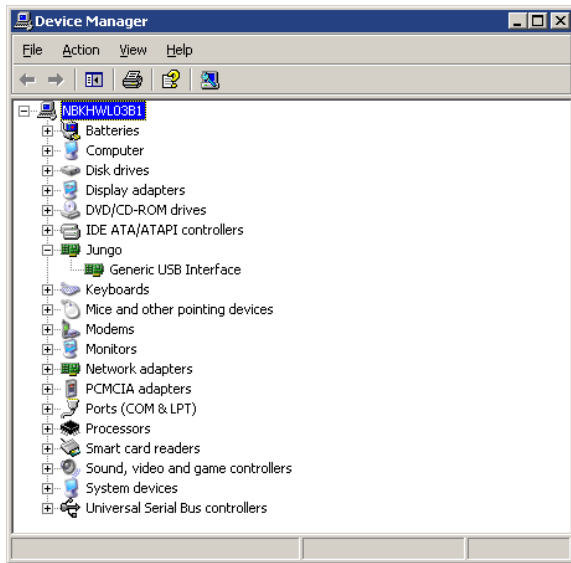 Device Manager
File Action View Help
NBKHWL03B1
Batteries
Computer
Disk drives
Display adapters
DVD/CD-ROM drives
IDE ATA/ATAPI controllers
Jungo
Generic USB Interface
Keyboards
Mice and other pointing devices
Modems
Monitors
Network adapters
PCMCIA adapters
Ports (COM & LPT)
Processors
Smart card readers
Sound, video and game controllers
System devices
Universal Serial Bus controllers